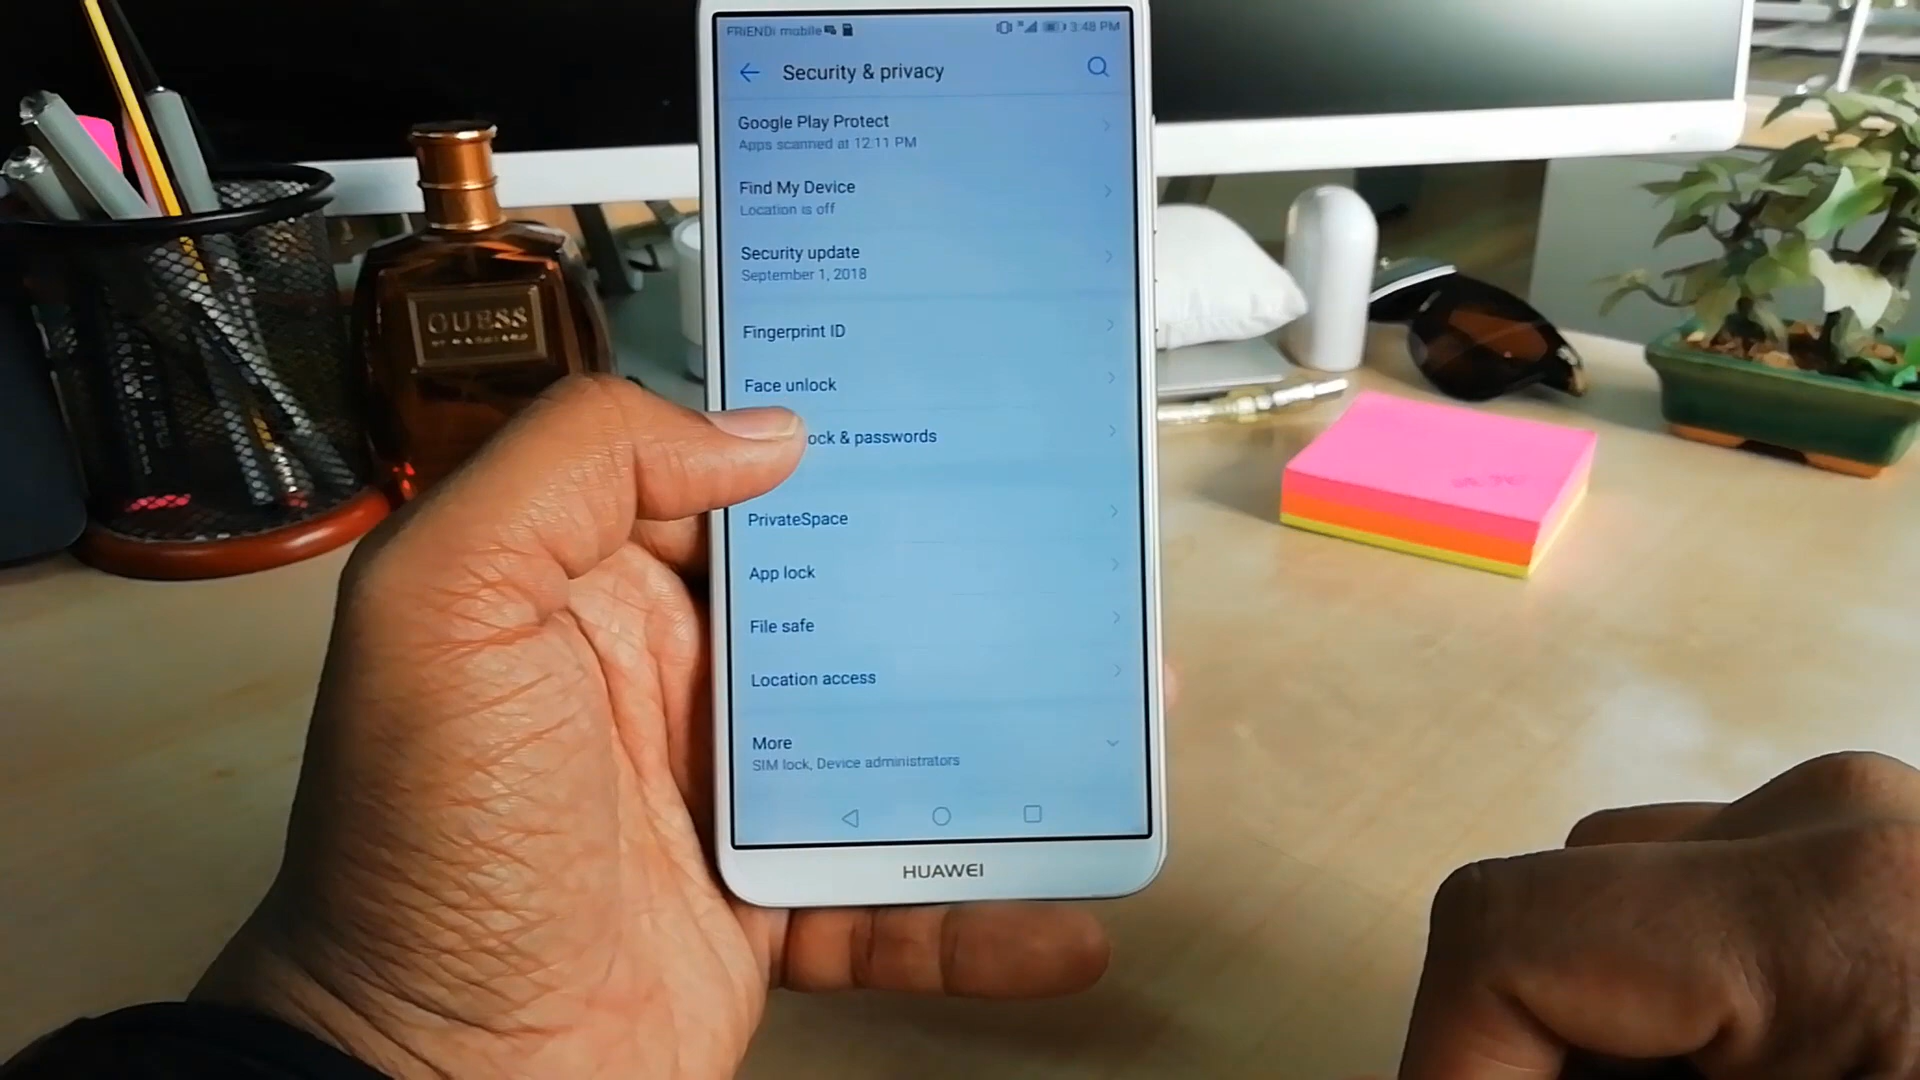 FRiENDi mobile
3:48 PM
Security & privacy
Google Play Protect
Apps scanned at 12:11 PM
Find My Device
Location is off
Security update
September 1, 2018
Fingerprint ID
Face unlock
ock & passwords
PrivateSpace
App lock
File safe
Location access
More
SIM lock, Device administrators
HUAWEI
GUESS
BY MARCIANO